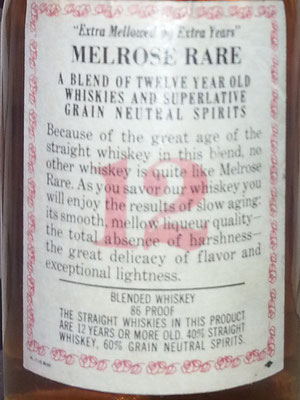 "Extra Mellowed by Extra Years"
MELROSE RARE
A BLEND OF TWELVE YEAR OLD
WHISKIES AND SUPERLATIVE
GRAIN NEUTRAL SPIRITS
12
Because of the great age of the
straight whiskey in this blend, no
other whiskey is quite like Melrose
Rare. As you savor our whiskey you
will enjoy the results of slow aging:
its smooth, mellow, liqueur quality—
the total absence of harshness—
the great delicacy of flavor and
exceptional lightness.
BLENDED WHISKEY
86 PROOF
THE STRAIGHT WHISKIES IN THIS PRODUCT
ARE 12 YEARS OR MORE OLD. 40% STRAIGHT
WHISKEY, 60% GRAIN NEUTRAL SPIRITS.